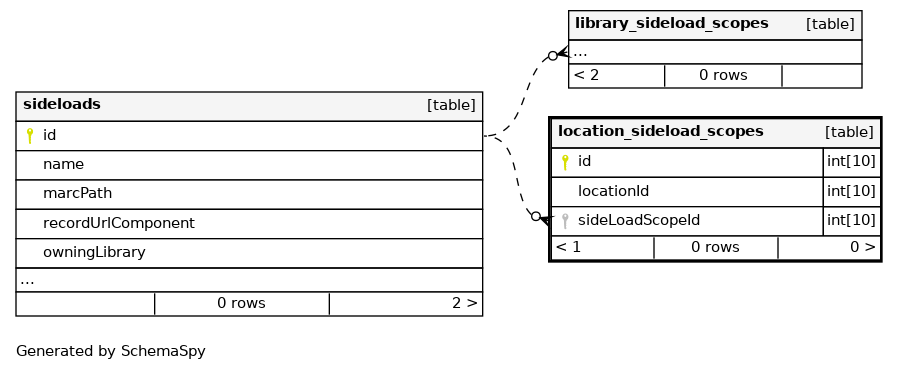 library_sideload_scopes [table]
...
< 2 0 rows
sideloads [table]
id
name
marcPath
recordUrlComponent
owningLibrary
...
0 rows 2 >
location_sideload_scopes [table]
id int[10]
locationId int[10]
sideLoadScopeId int[10]
< 1 0 rows 0 >
Generated by SchemaSpy